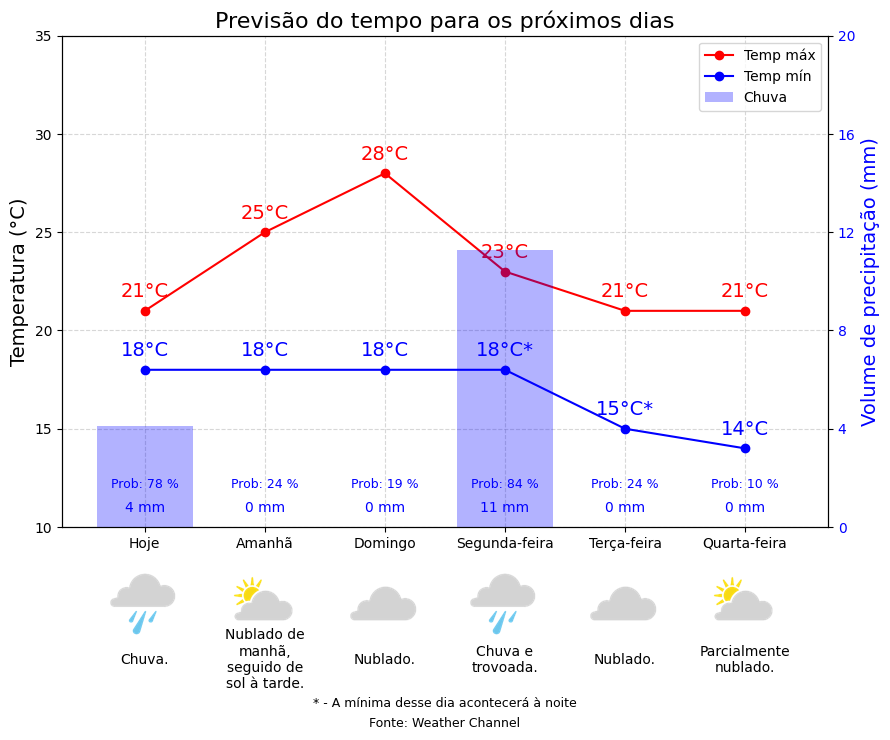 Previsão do tempo para os próximos dias
Temperatura (°C)
Volume de precipitação (mm)
35
30
25
20
15
10
20
16
12
8
4
0
Temp máx
Temp mín
Chuva
21°C
25°C
28°C
23°C
21°C
21°C
18°C
18°C
18°C
18°C*
15°C*
14°C
Prob: 78 %
Prob: 24 %
Prob: 19 %
Prob: 84 %
Prob: 24 %
Prob: 10 %
4 mm
0 mm
0 mm
11 mm
0 mm
0 mm
Hoje
Amanhã
Domingo
Segunda-feira
Terça-feira
Quarta-feira
Chuva.
Nublado de
manhã,
seguido de
sol à tarde.
Nublado.
Chuva e
trovoada.
Nublado.
Parcialmente
nublado.
* - A mínima desse dia acontecerá à noite
Fonte: Weather Channel